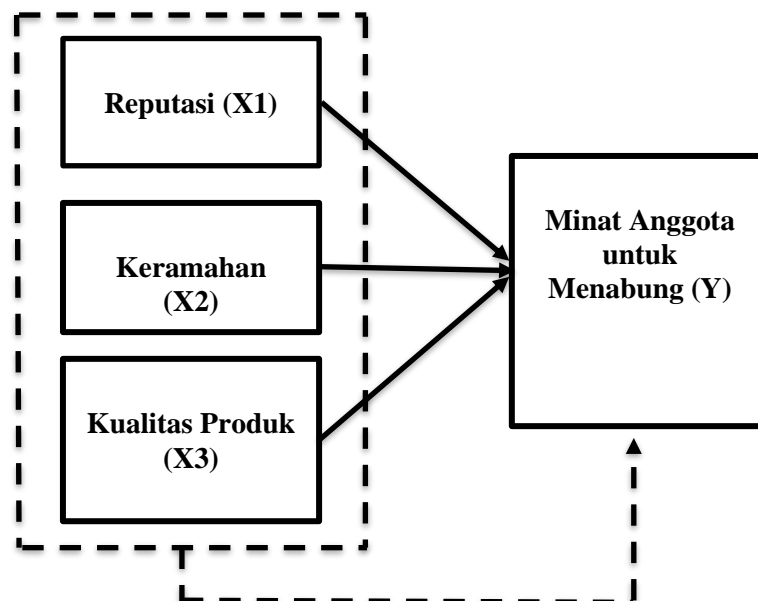 Reputasi (X1)
Keramahan
(X2)
Kualitas Produk
(X3)
Minat Anggota
untuk
Menabung (Y)